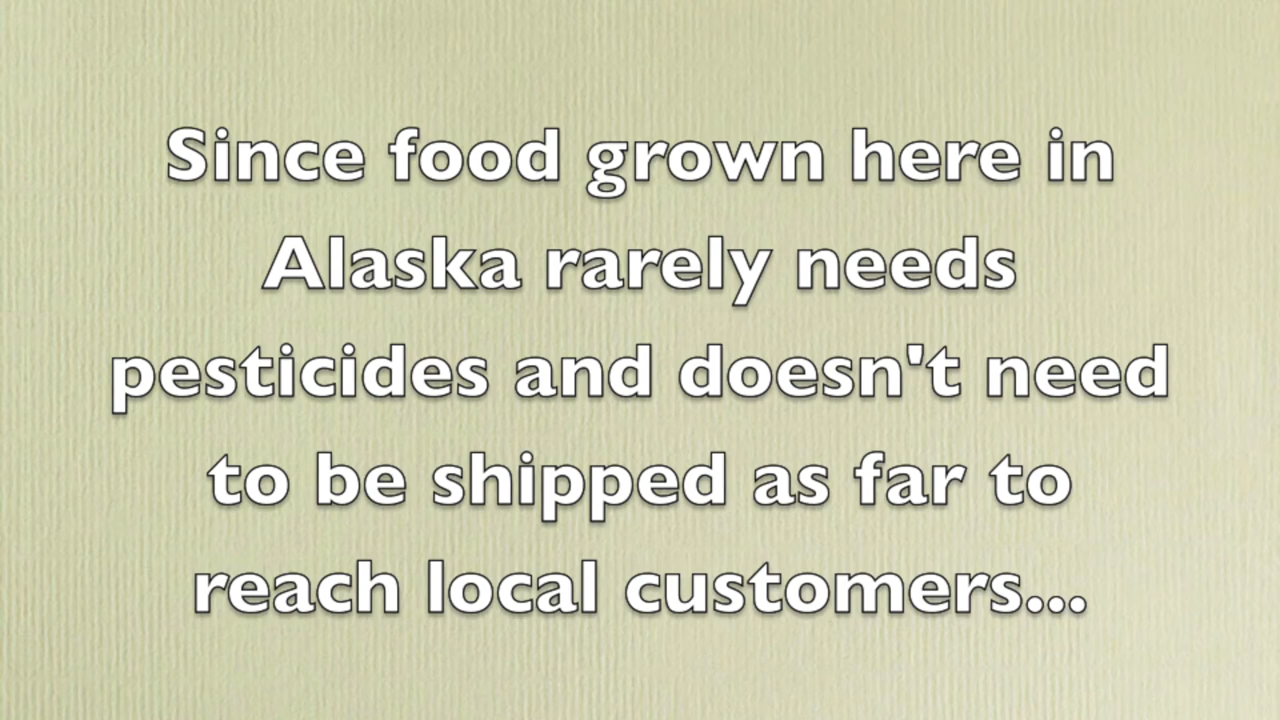 Since food grown here in
Alaska rarely needs
pesticides and doesn't need
to be shipped as far to
reach local customers...